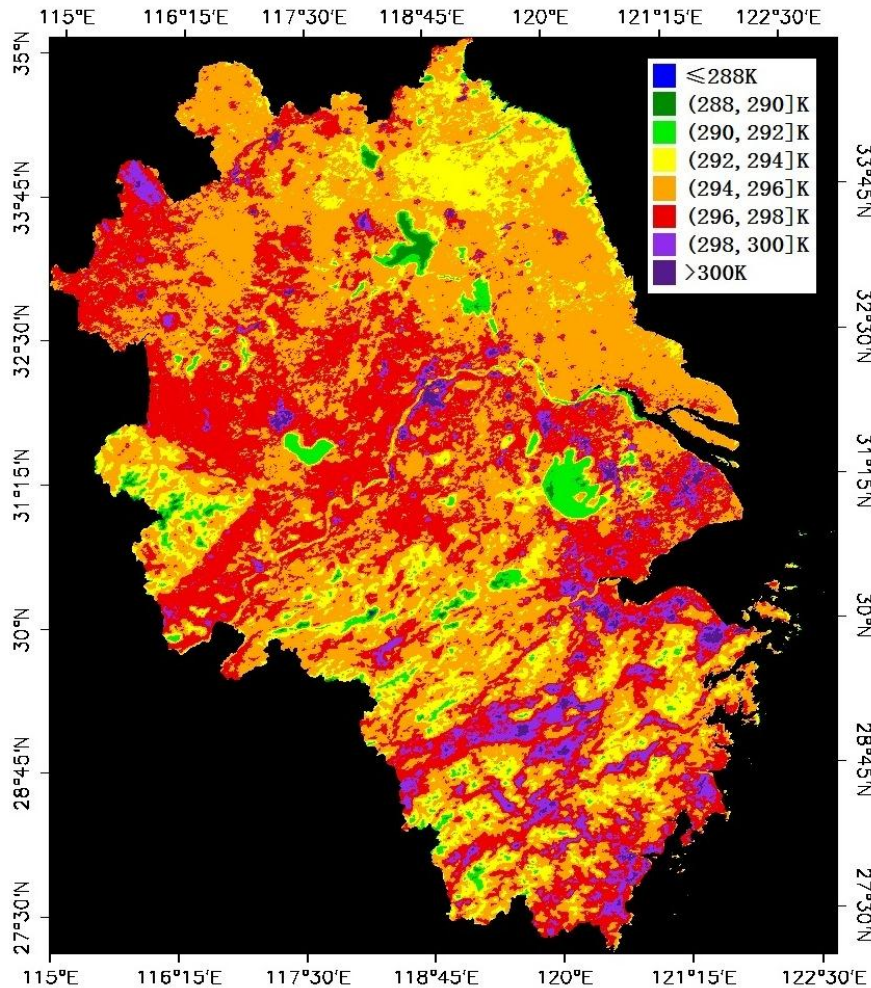 115°E 116°15′E 117°30′E 118°45′E 120°E 121°15′E 122°30′E
≤288K
(288, 290]K
(290, 292]K
(292, 294]K
(294, 296]K
(296, 298]K
(298, 300]K
>300K
35°N
33°45′N
32°30′N
31°15′N
30°N
28°45′N
27°30′N
33°45′N
32°30′N
31°15′N
30°N
28°45′N
27°30′N
115°E 116°15′E 117°30′E 118°45′E 120°E 121°15′E 122°30′E